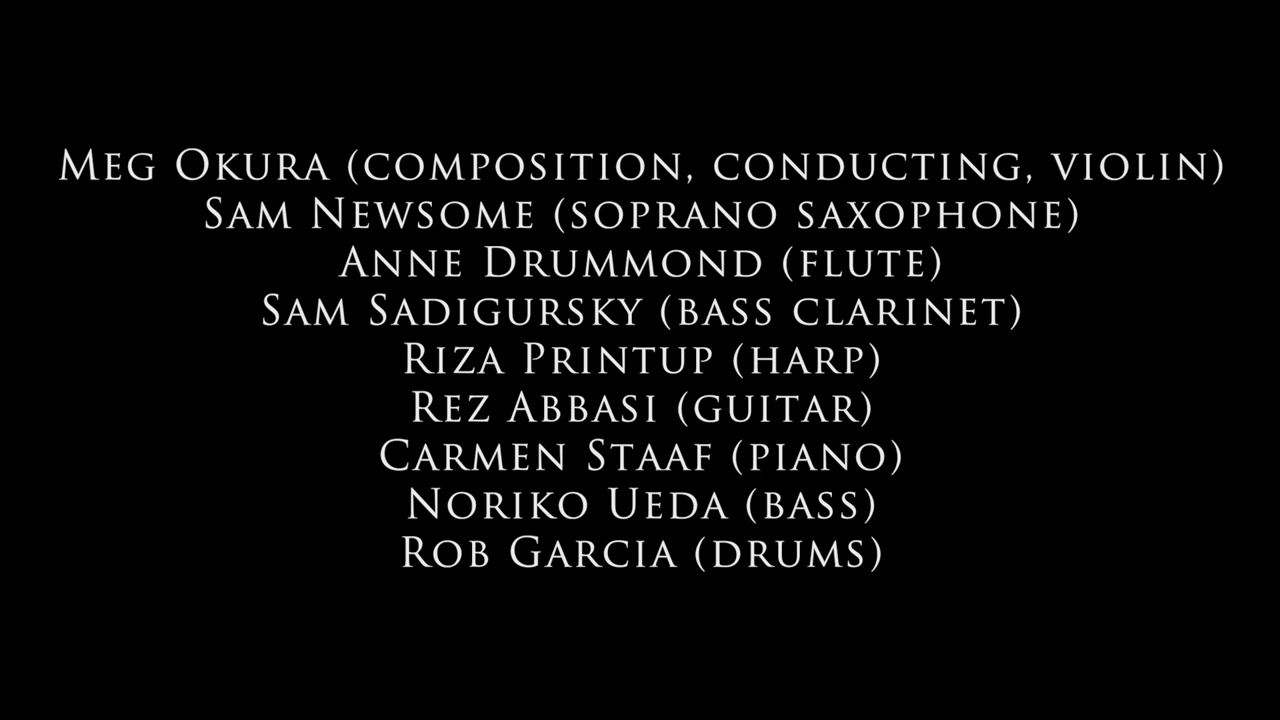 Meg Okura (composition, conducting, violin)
Sam Newsome (soprano saxophone)
Anne Drummond (flute)
Sam Sadigursky (bass clarinet)
Riza Printup (harp)
Rez Abbasi (guitar)
Carmen Staaf (piano)
Noriko Ueda (bass)
Rob Garcia (drums)